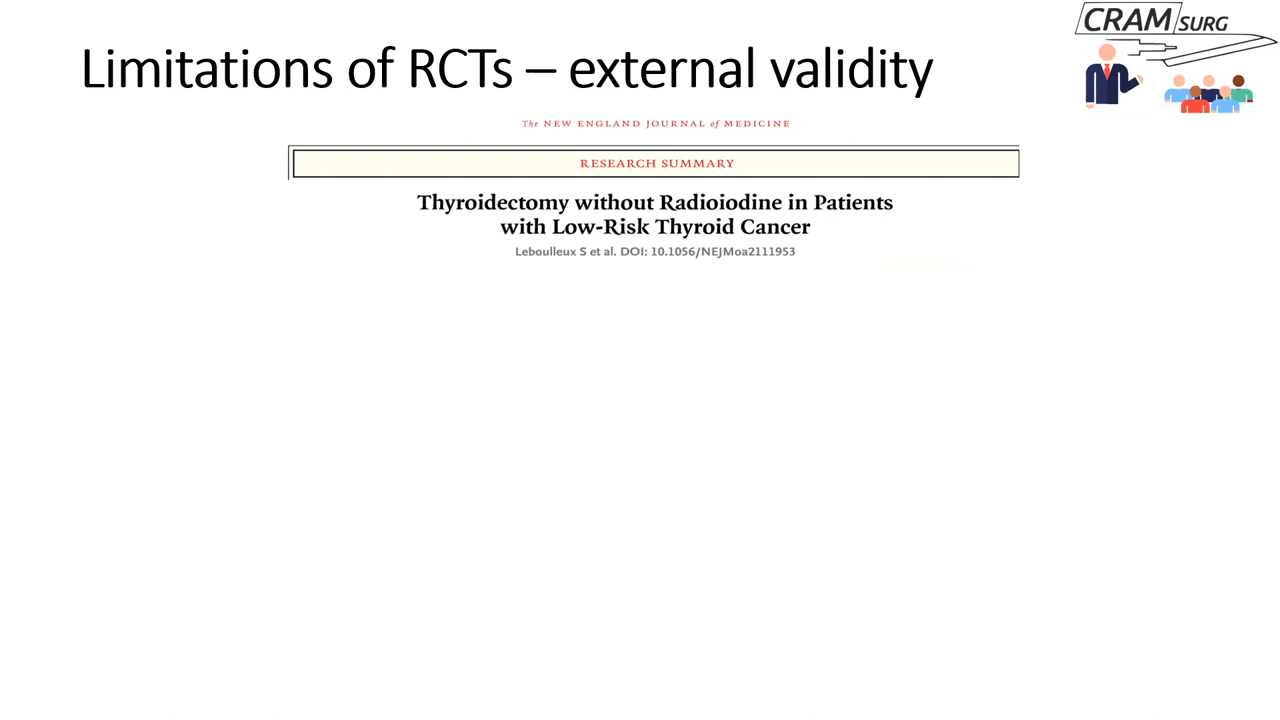 CRAM SURG
Limitations of RCTs – external validity
The NEW ENGLAND JOURNAL of MEDICINE
RESEARCH SUMMARY
Thyroidectomy without Radioiodine in Patients
with Low-Risk Thyroid Cancer
Leboulleux S et al. DOI: 10.1056/NEJMoa2111953